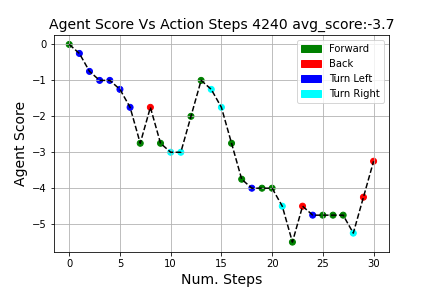 Agent Score Vs Action Steps 4240 avg_score:-3.7
Forward
Back
Turn Left
Turn Right
Agent Score
0
−1
−2
−3
−4
−5
0 5 10 15 20 25 30
Num. Steps